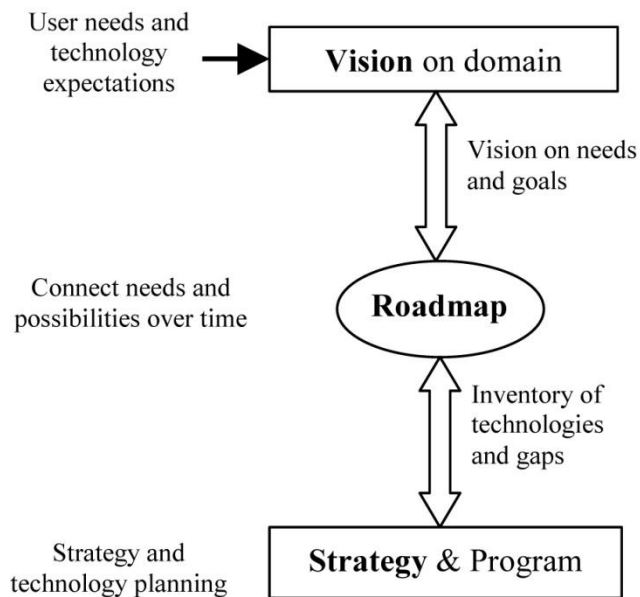 User needs and
technology
expectations
Vision on domain
Vision on needs
and goals
Connect needs and
possibilities over time
Roadmap
Inventory of
technologies
and gaps
Strategy and
technology planning
Strategy & Program